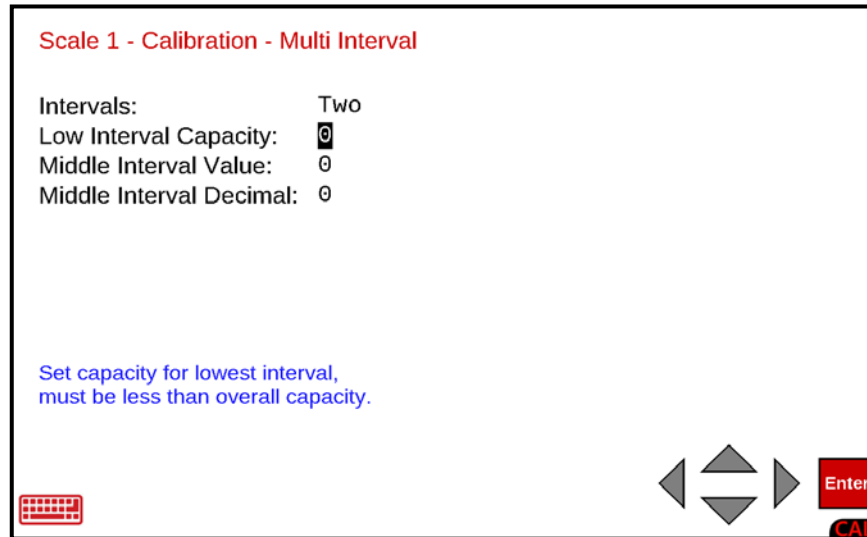 Scale 1 - Calibration - Multi Interval
Intervals: Two
Low Interval Capacity: 0
Middle Interval Value: 0
Middle Interval Decimal: 0
Set capacity for lowest interval,
must be less than overall capacity.
Enter